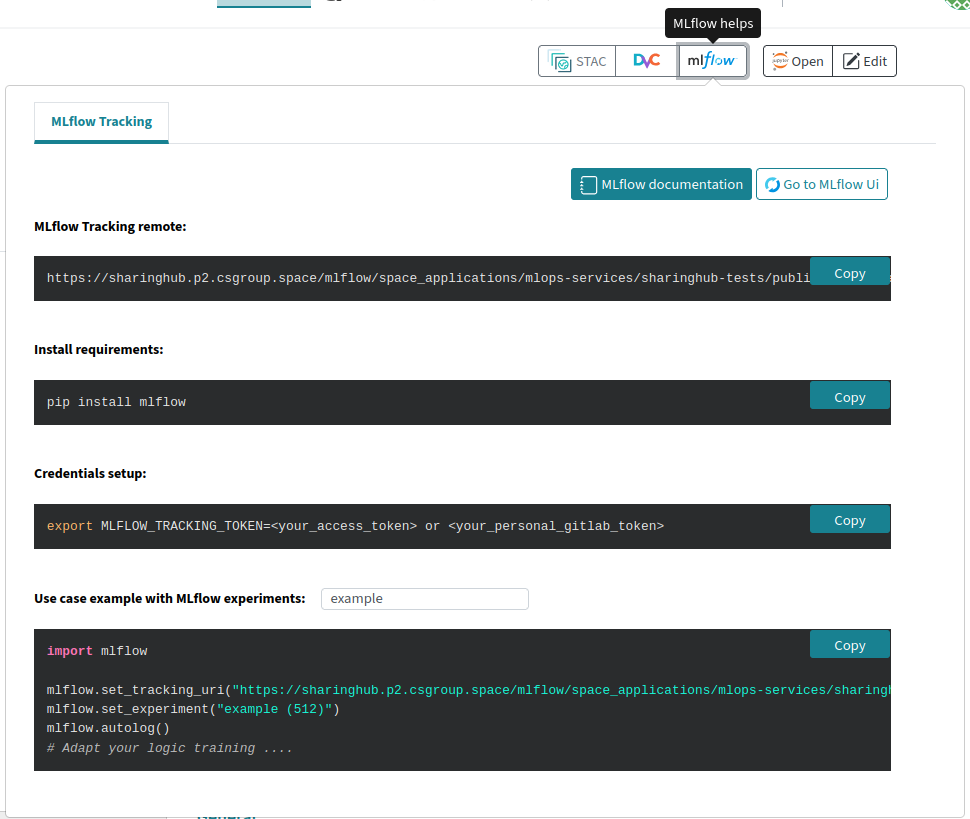 MLflow helps
STAC
DVC
mlflow
jupyter
Open
Edit
MLflow Tracking
MLflow documentation
Go to MLflow Ui
MLflow Tracking remote:
https://sharinghub.p2.csgroup.space/mlflow/space_applications/mlops-services/sharinghub-tests/publi
Copy
Install requirements:
pip install mlflow
Copy
Credentials setup:
export MLFLOW_TRACKING_TOKEN=<your_access_token> or <your_personal_gitlab_token>
Copy
Use case example with MLflow experiments:
example
Copy
import mlflow
mlflow.set_tracking_uri("https://sharinghub.p2.csgroup.space/mlflow/space_applications/mlops-services/sharingh
mlflow.set_experiment("example (512)")
mlflow.autolog()
# Adapt your logic training ....